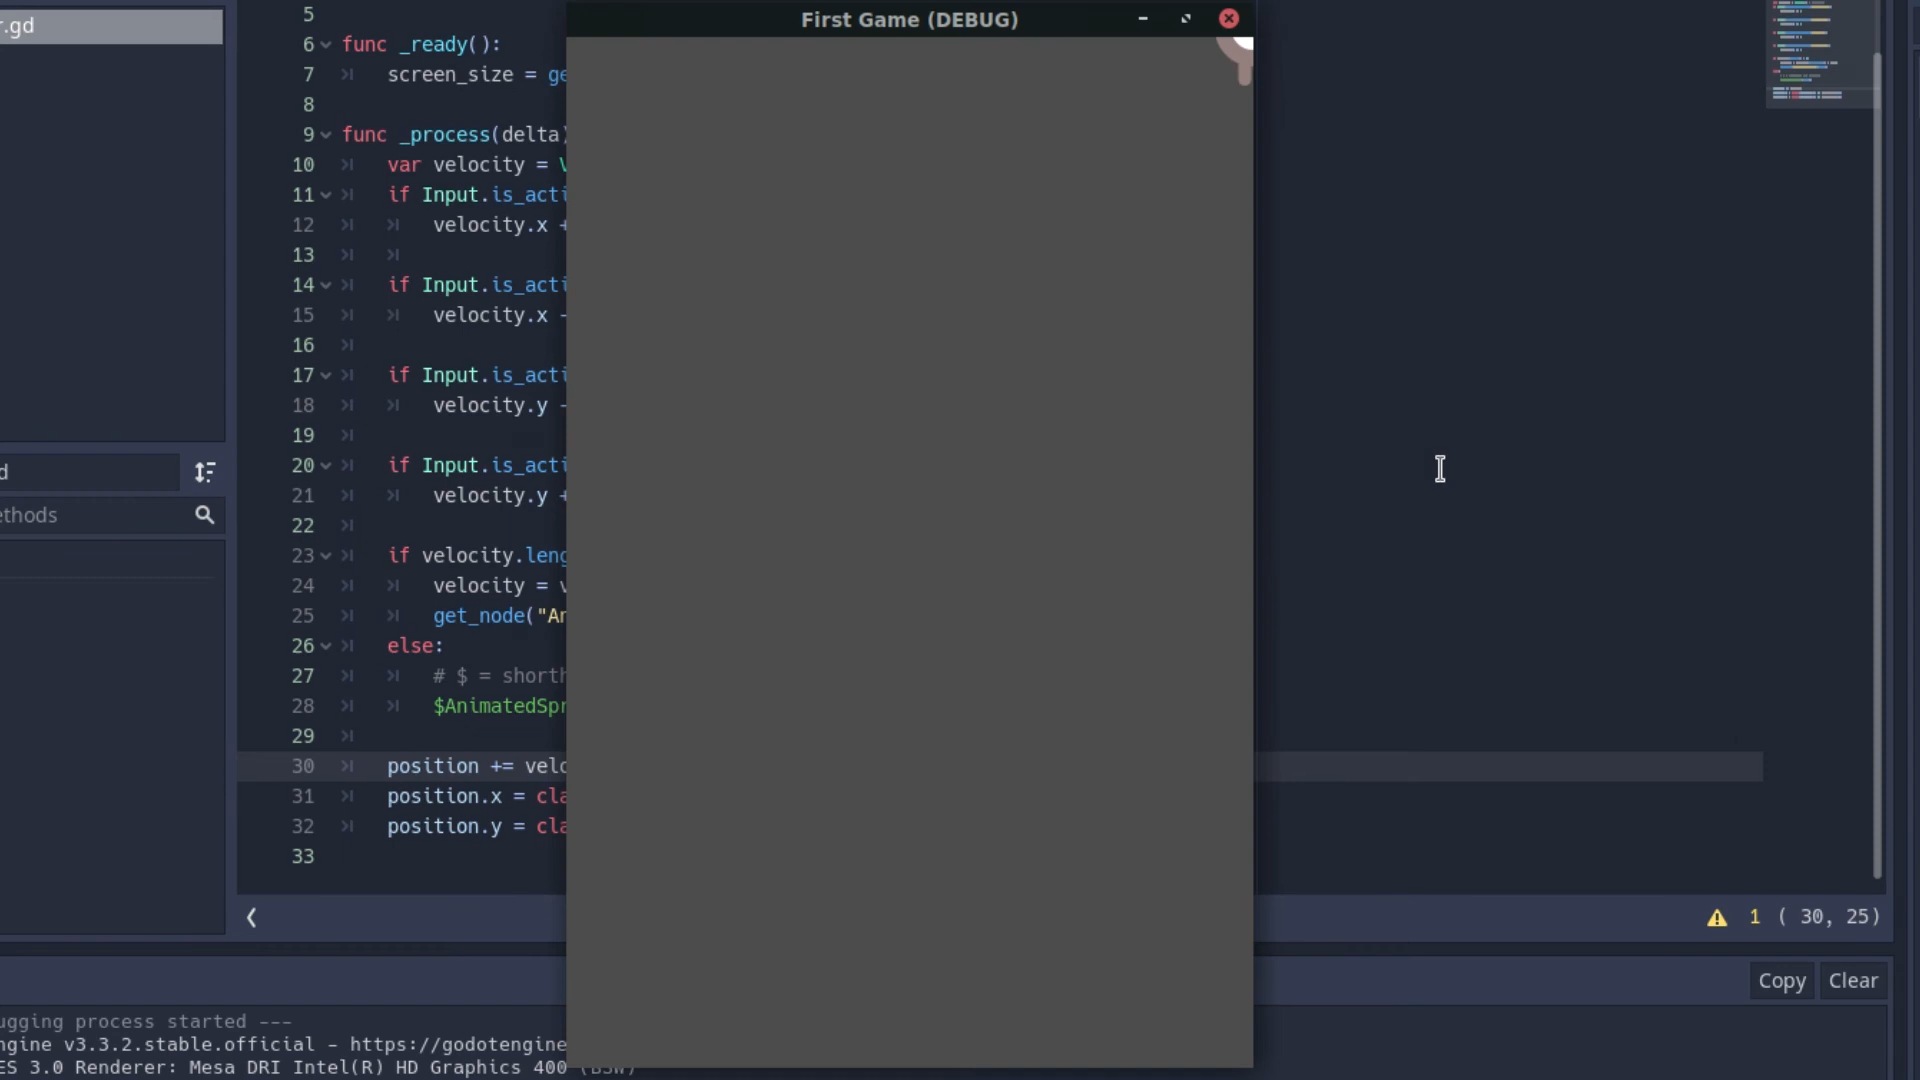 r.gd
d
ethods
First Game (DEBUG)
5
6 func _ready():
7 screen_size = ge
8
9 func _process(delta)
10 var velocity = V
11 if Input.is_acti
12 velocity.x +
13
14 if Input.is_acti
15 velocity.x -
16
17 if Input.is_acti
18 velocity.y -
19
20 if Input.is_acti
21 velocity.y +
22
23 if velocity.leng
24 velocity = v
25 get_node("An
26 else:
27 # $ = shorth
28 $AnimatedSpr
29
30 position += velo
31 position.x = cla
32 position.y = cla
33
1 ( 30, 25)
Copy Clear
ugging process started ---
ngine v3.3.2.stable.official - https://godotengine
ES 3.0 Renderer: Mesa DRI Intel(R) HD Graphics 400 (BSW)